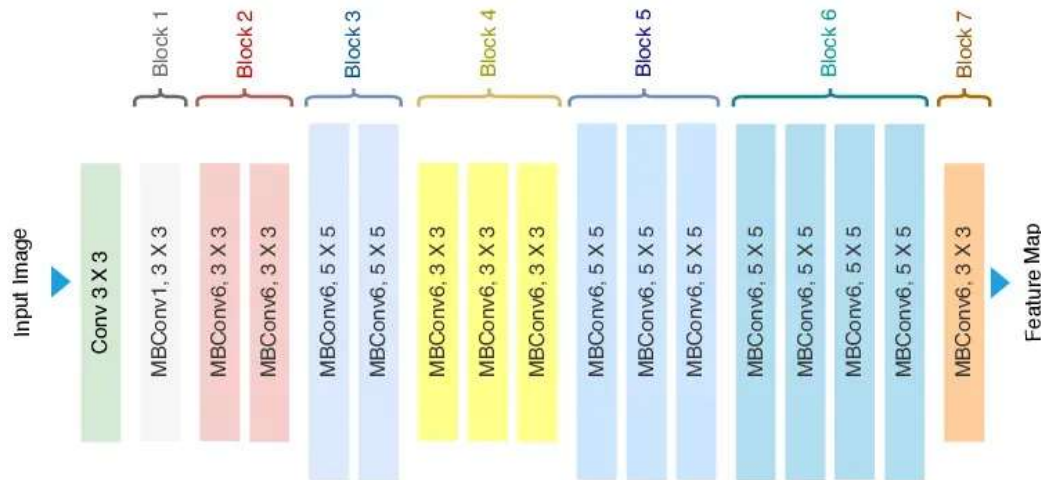 Input Image
Conv 3 X 3
Block 1
MBConv1, 3 X 3
Block 2
MBConv6, 3 X 3
MBConv6, 3 X 3
Block 3
MBConv6, 5 X 5
MBConv6, 5 X 5
Block 4
MBConv6, 3 X 3
MBConv6, 3 X 3
MBConv6, 3 X 3
Block 5
MBConv6, 5 X 5
MBConv6, 5 X 5
MBConv6, 5 X 5
Block 6
MBConv6, 5 X 5
MBConv6, 5 X 5
MBConv6, 5 X 5
MBConv6, 5 X 5
Block 7
MBConv6, 3 X 3
Feature Map